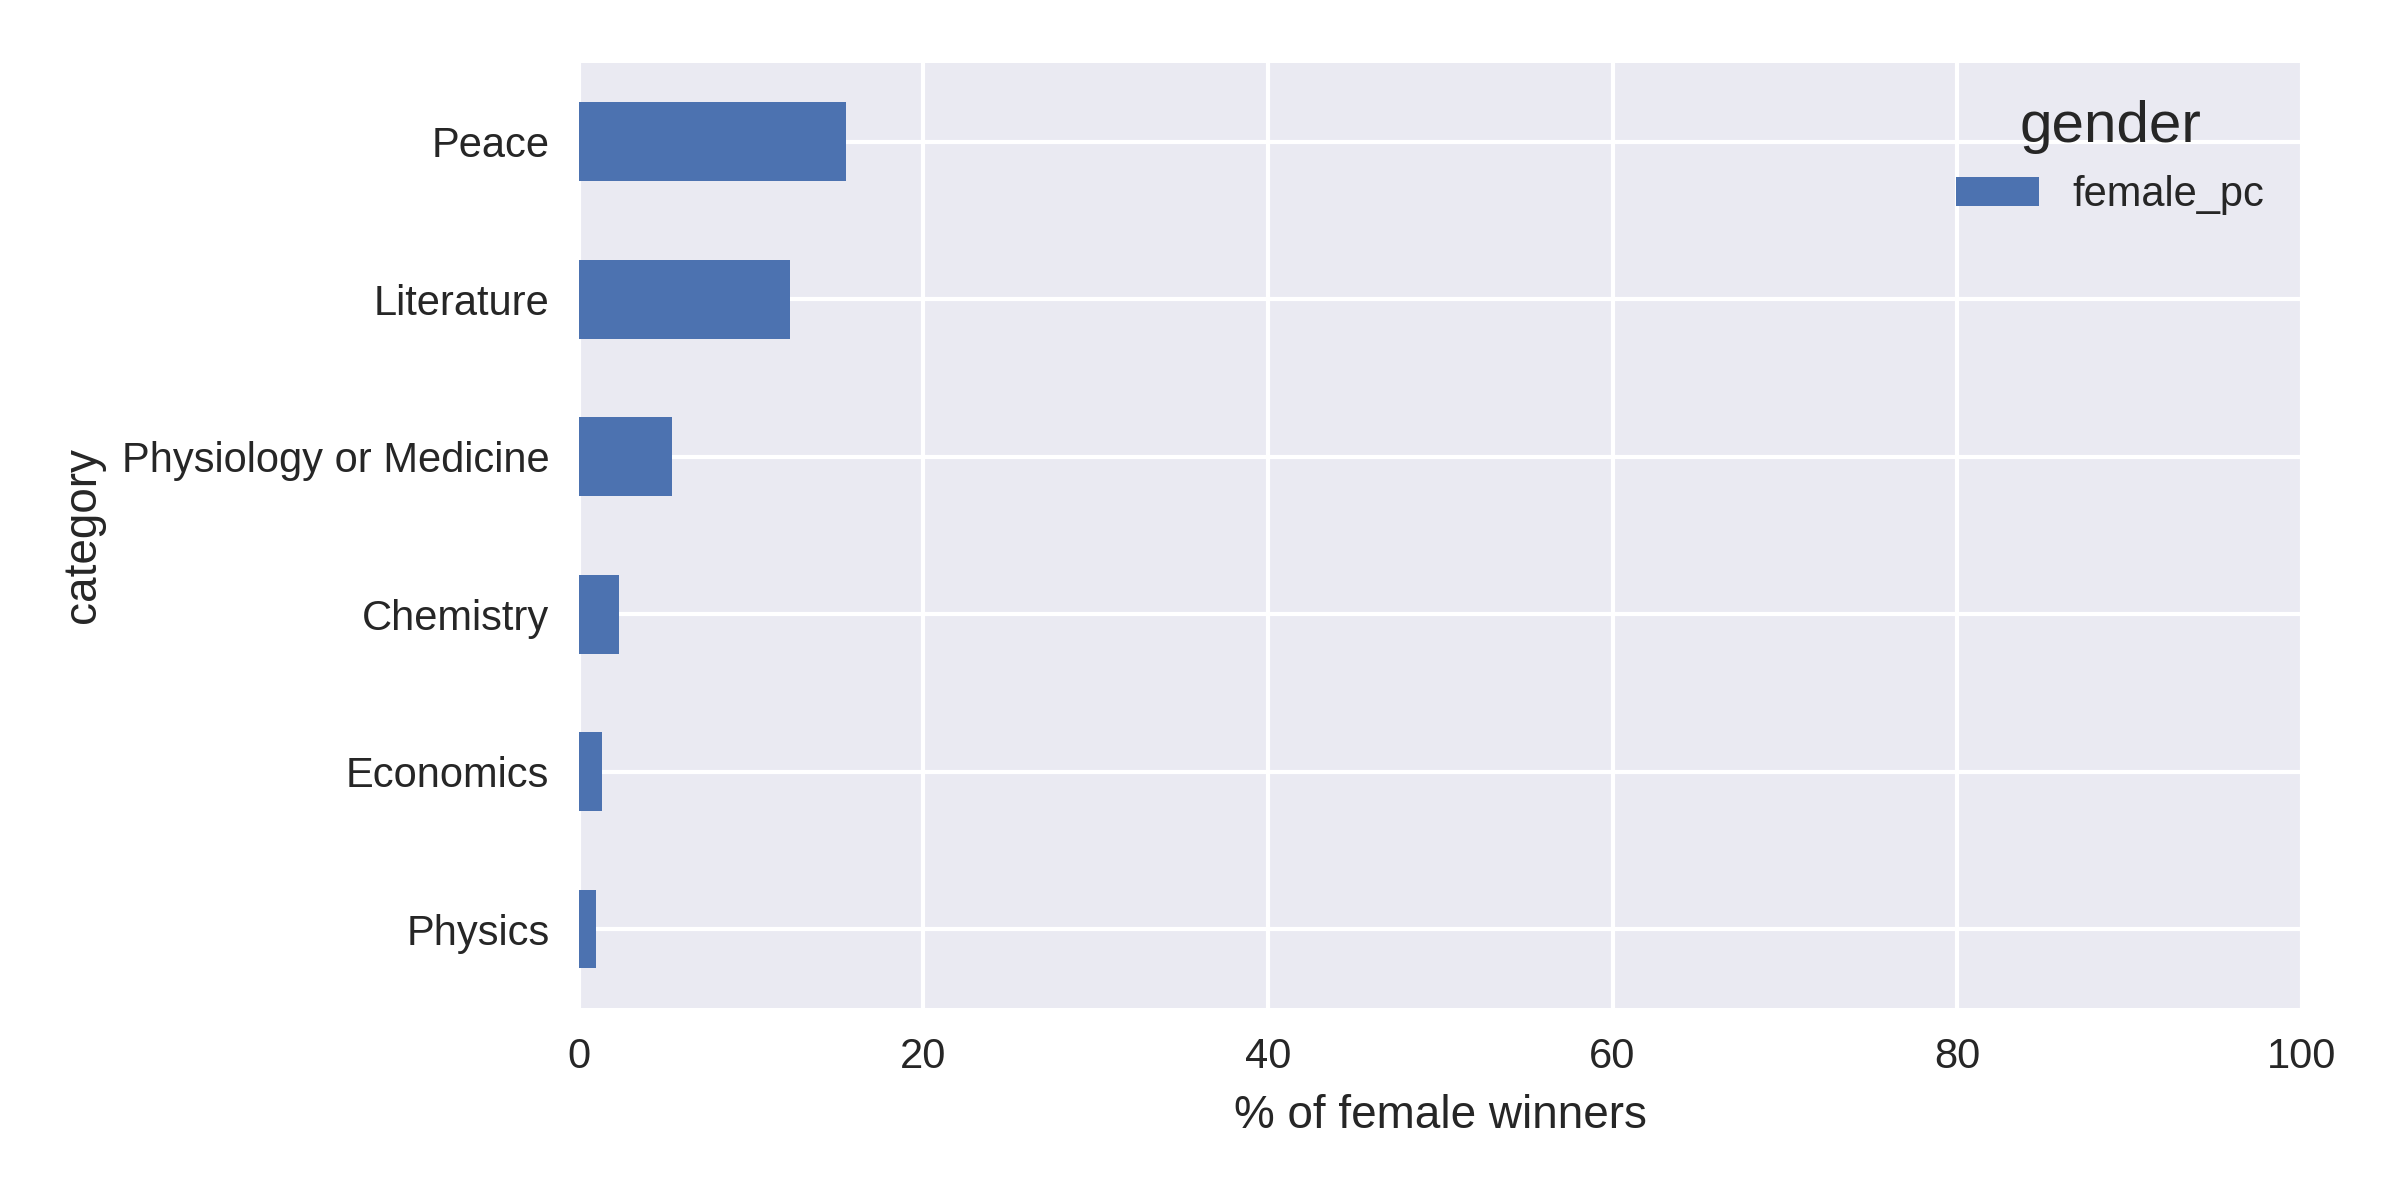 gender
female_pc
Peace
Literature
Physiology or Medicine
Chemistry
Economics
Physics
category
0 20 40 60 80 100
% of female winners